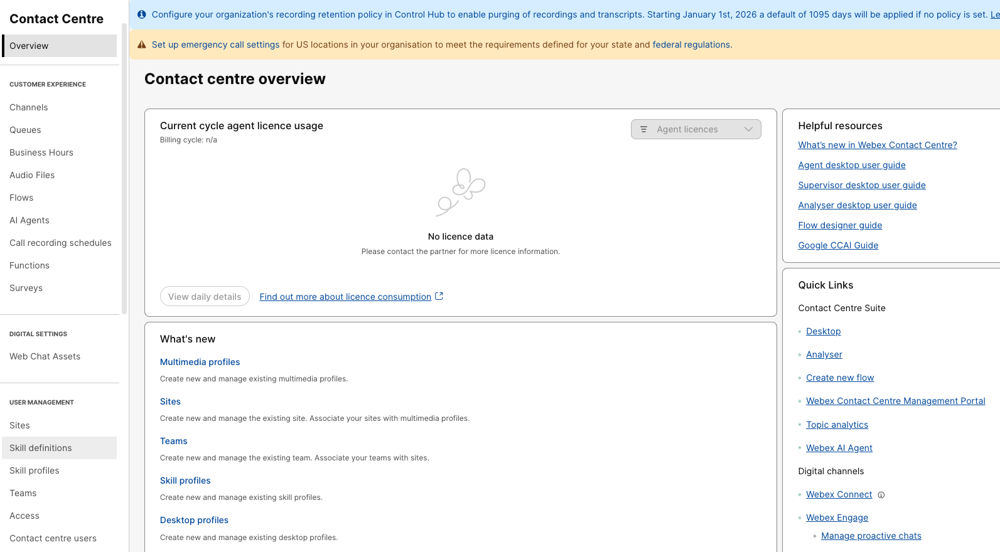 Contact Centre
Overview
CUSTOMER EXPERIENCE
Channels
Queues
Business Hours
Audio Files
Flows
AI Agents
Call recording schedules
Functions
Surveys
DIGITAL SETTINGS
Web Chat Assets
USER MANAGEMENT
Sites
Skill definitions
Skill profiles
Teams
Access
Contact centre users
Configure your organization's recording retention policy in Control Hub to enable purging of recordings and transcripts. Starting January 1st, 2026 a default of 1095 days will be applied if no policy is set. Le
Set up emergency call settings for US locations in your organisation to meet the requirements defined for your state and federal regulations.
Contact centre overview
Current cycle agent licence usage
Billing cycle: n/a
Agent licences
No licence data
Please contact the partner for more licence information.
View daily details
Find out more about licence consumption
What's new
Multimedia profiles
Create new and manage existing multimedia profiles.
Sites
Create new and manage the existing site. Associate your sites with multimedia profiles.
Teams
Create new and manage the existing team. Associate your teams with sites.
Skill profiles
Create new and manage existing skill profiles.
Desktop profiles
Create new and manage existing desktop profiles.
Helpful resources
What's new in Webex Contact Centre?
Agent desktop user guide
Supervisor desktop user guide
Analyser desktop user guide
Flow designer guide
Google CCAI Guide
Quick Links
Contact Centre Suite
Desktop
Analyser
Create new flow
Webex Contact Centre Management Portal
Topic analytics
Webex AI Agent
Digital channels
Webex Connect
Webex Engage
Manage proactive chats